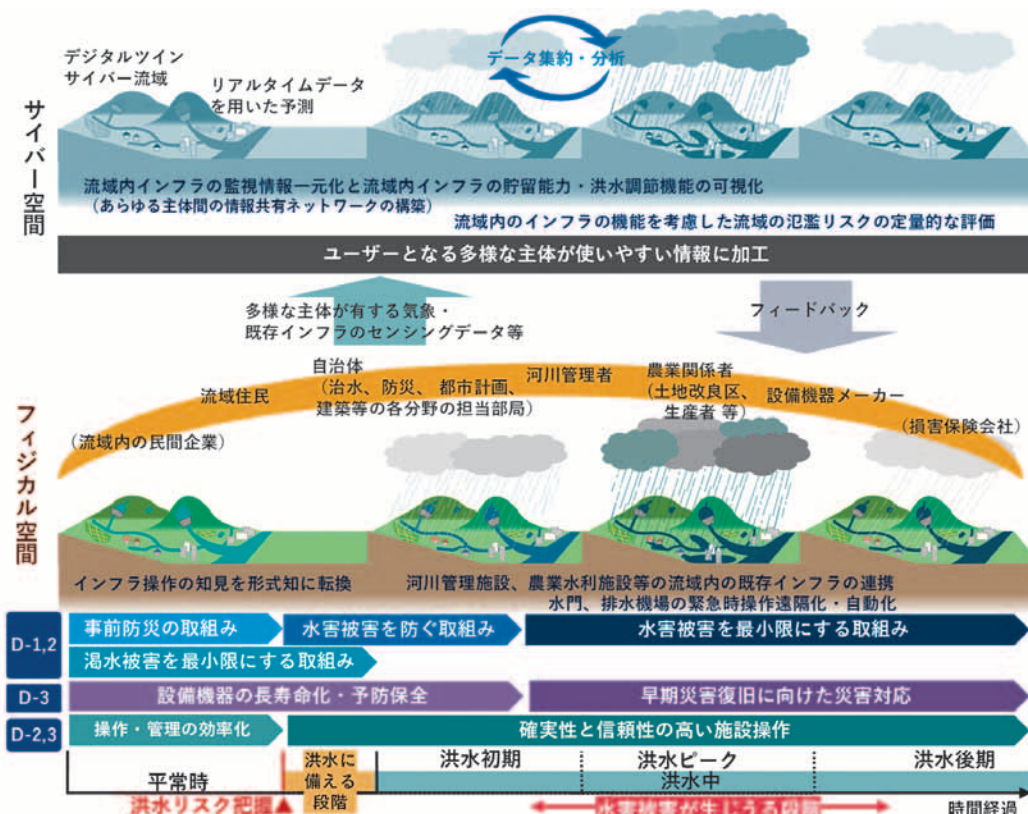 サイバー空間
デジタルツイン
サイバー流域
リアルタイムデータ
を用いた予測
データ集約・分析
流域内インフラの監視情報一元化と流域内インフラの貯留能力・洪水調節機能の可視化
(あらゆる主体間の情報共有ネットワークの構築)
流域内のインフラの機能を考慮した流域の氾濫リスクの定量的な評価
ユーザーとなる多様な主体が使いやすい情報に加工
多様な主体が有する気象・
既存インフラのセンシングデータ等
フィードバック
フィジカル空間
(流域内の民間企業)
流域住民
自治体
(治水、防災、都市計画、
建築等の各分野の担当部局)
河川管理者
農業関係者
(土地改良区、
生産者 等)
設備機器メーカー
(損害保険会社)
インフラ操作の知見を形式知に転換
河川管理施設、農業水利施設等の流域内の既存インフラの連携
水門、排水機場の緊急時操作遠隔化・自動化
D-1,2
事前防災の取組み
水害被害を防ぐ取組み
水害被害を最小限にする取組み
渇水被害を最小限にする取組み
D-3
設備機器の長寿命化・予防保全
早期災害復旧に向けた災害対応
D-2,3
操作・管理の効率化
確実性と信頼性の高い施設操作
平常時
洪水に
備える
段階
洪水初期
洪水ピーク
洪水後期
洪水中
洪水リスク把握
水害被害が生じうる段階
時間経過